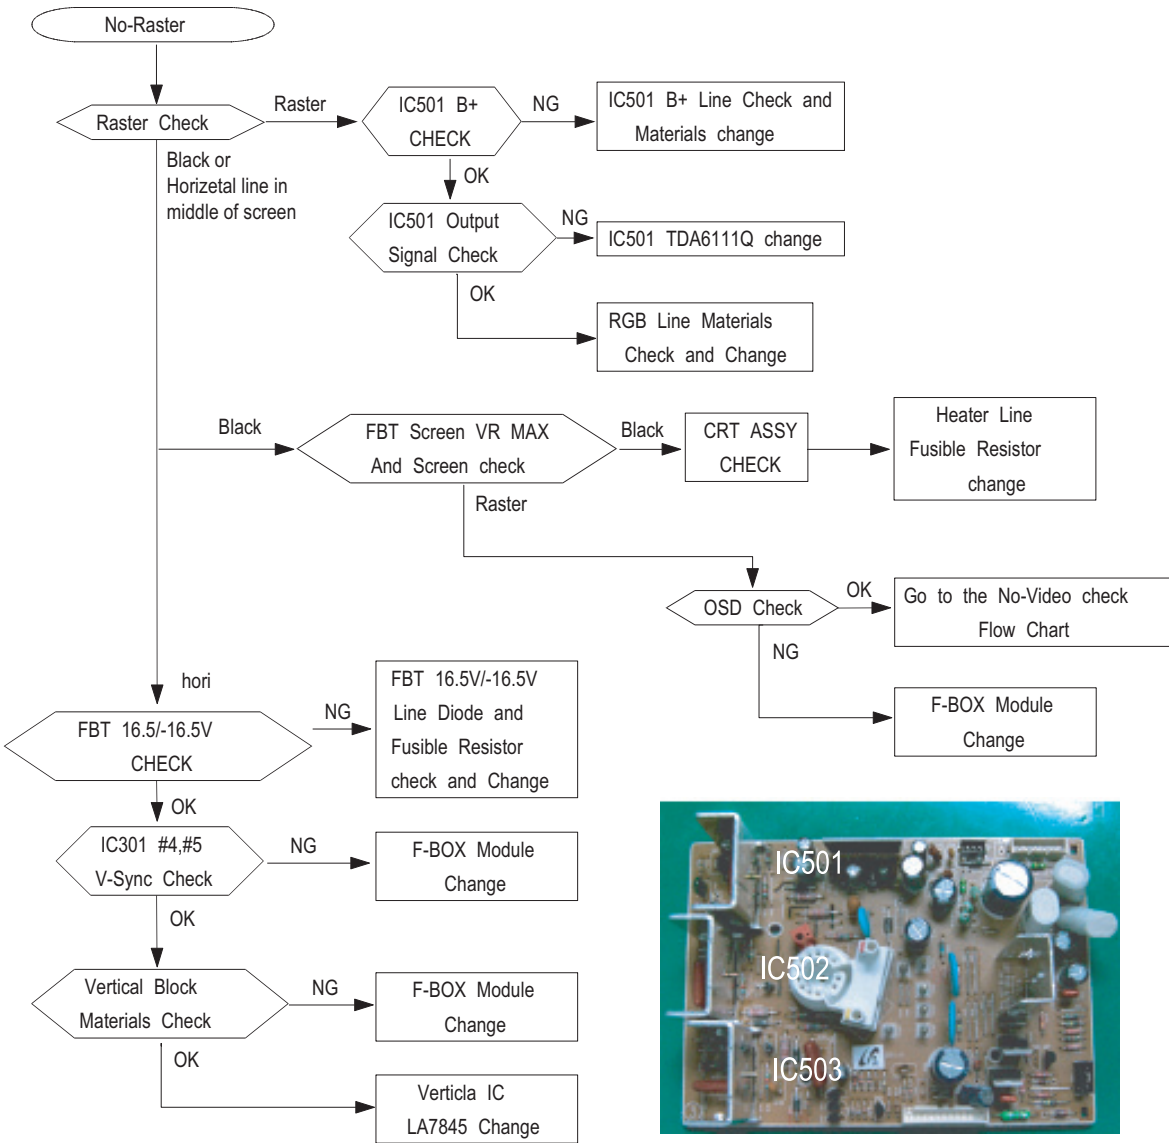 No-Raster
Raster Check
Raster
IC501 B+
CHECK
NG
IC501 B+ Line Check and
Materials change
Black or
Horizetal line in
middle of screen
OK
IC501 Output
Signal Check
NG
IC501 TDA6111Q change
OK
RGB Line Materials
Check and Change
Black
FBT Screen VR MAX
And Screen check
Black
CRT ASSY
CHECK
Heater Line
Fusible Resistor
change
Raster
OSD Check
OK
Go to the No-Video check
Flow Chart
NG
F-BOX Module
Change
hori
FBT 16.5/-16.5V
CHECK
NG
FBT 16.5V/-16.5V
Line Diode and
Fusible Resistor
check and Change
OK
IC301 #4,#5
V-Sync Check
NG
F-BOX Module
Change
OK
Vertical Block
Materials Check
NG
F-BOX Module
Change
OK
Verticla IC
LA7845 Change
IC501
IC502
IC503